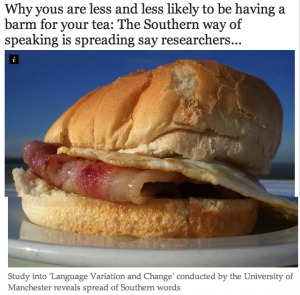 Why yous are less and less likely to be having a
barm for your tea: The Southern way of
speaking is spreading say researchers...
i
Study into 'Language Variation and Change' conducted by the University of
Manchester reveals spread of Southern words